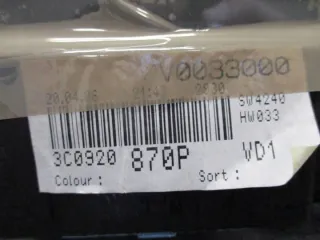 V0033000
SW4240
HW033
3C0920 870P VD1
Colour : Sort :